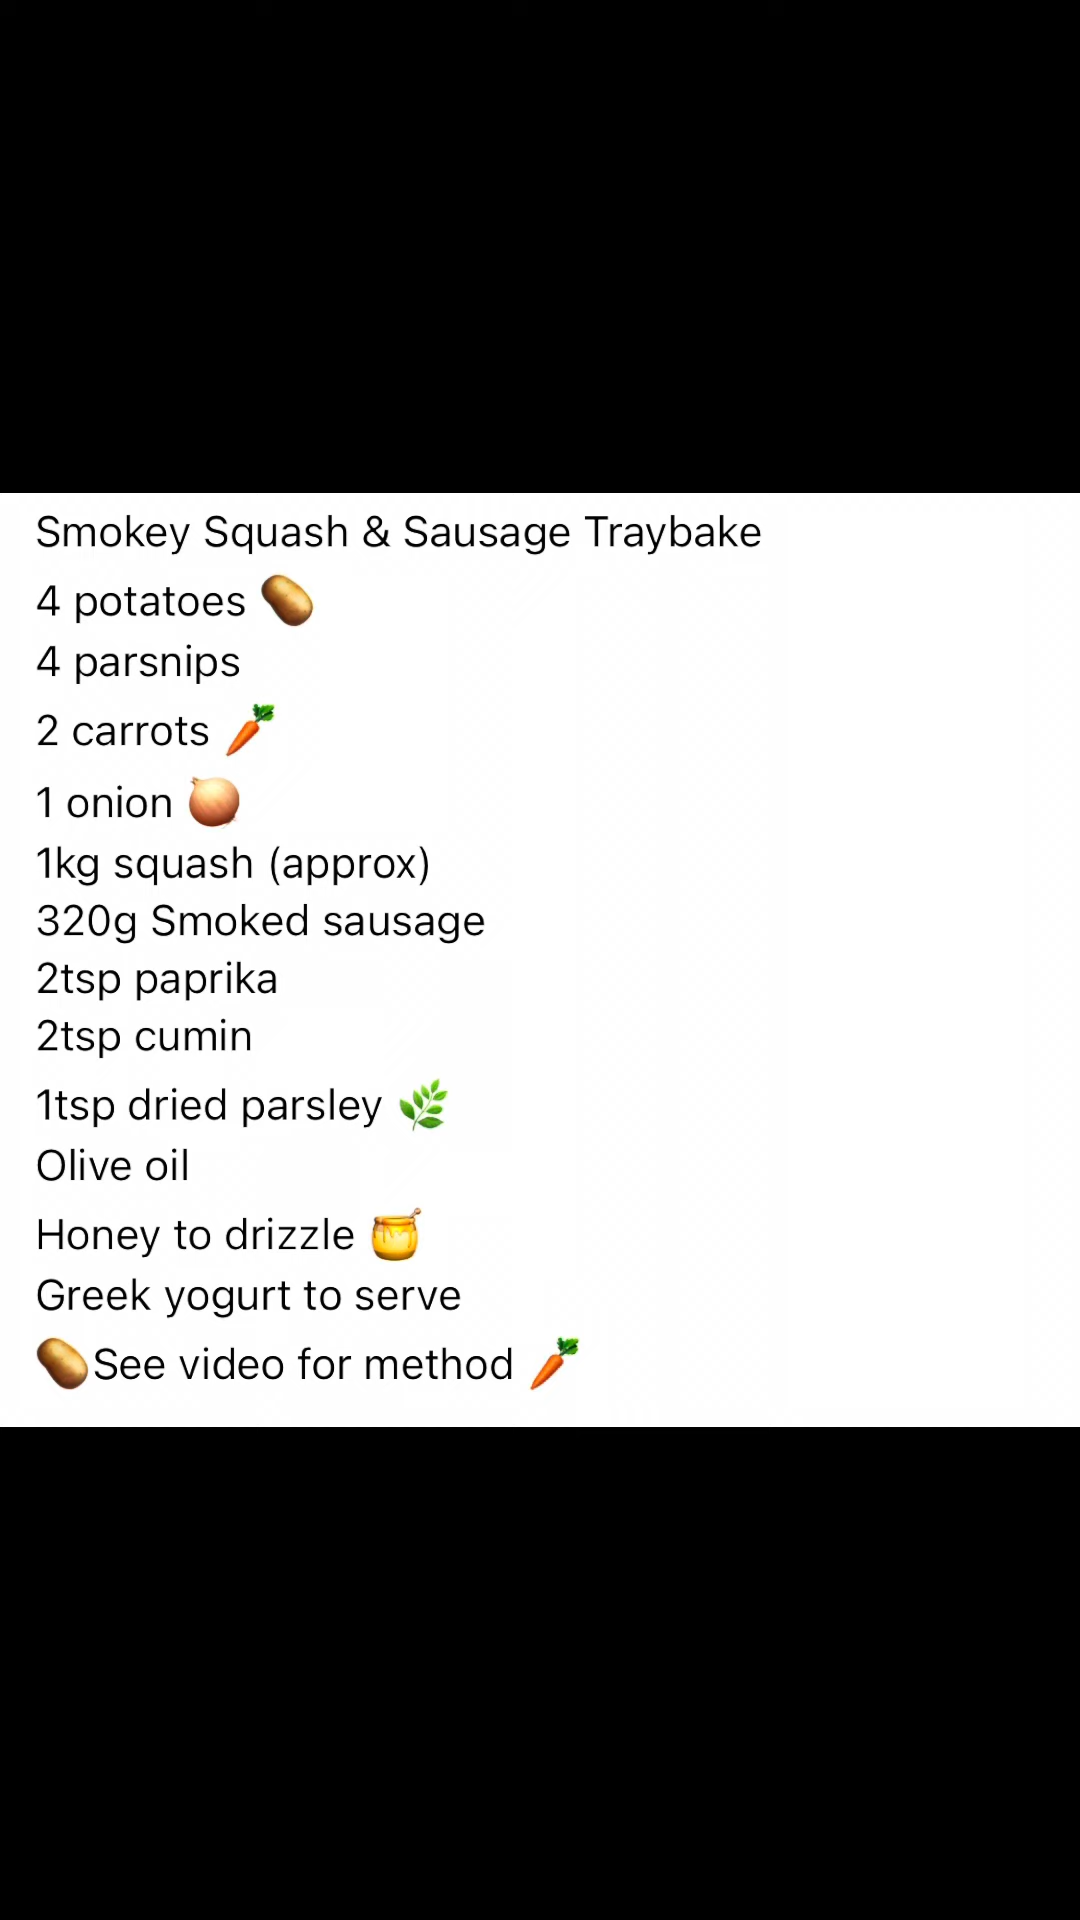 Smokey Squash & Sausage Traybake
4 potatoes 🥔
4 parsnips
2 carrots 🥕
1 onion 🧅
1kg squash (approx)
320g Smoked sausage
2tsp paprika
2tsp cumin
1tsp dried parsley 🌿
Olive oil
Honey to drizzle 🍯
Greek yogurt to serve
🥔See video for method 🥕